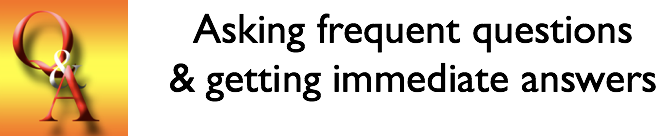 Q&A
Asking frequent questions
& getting immediate answers